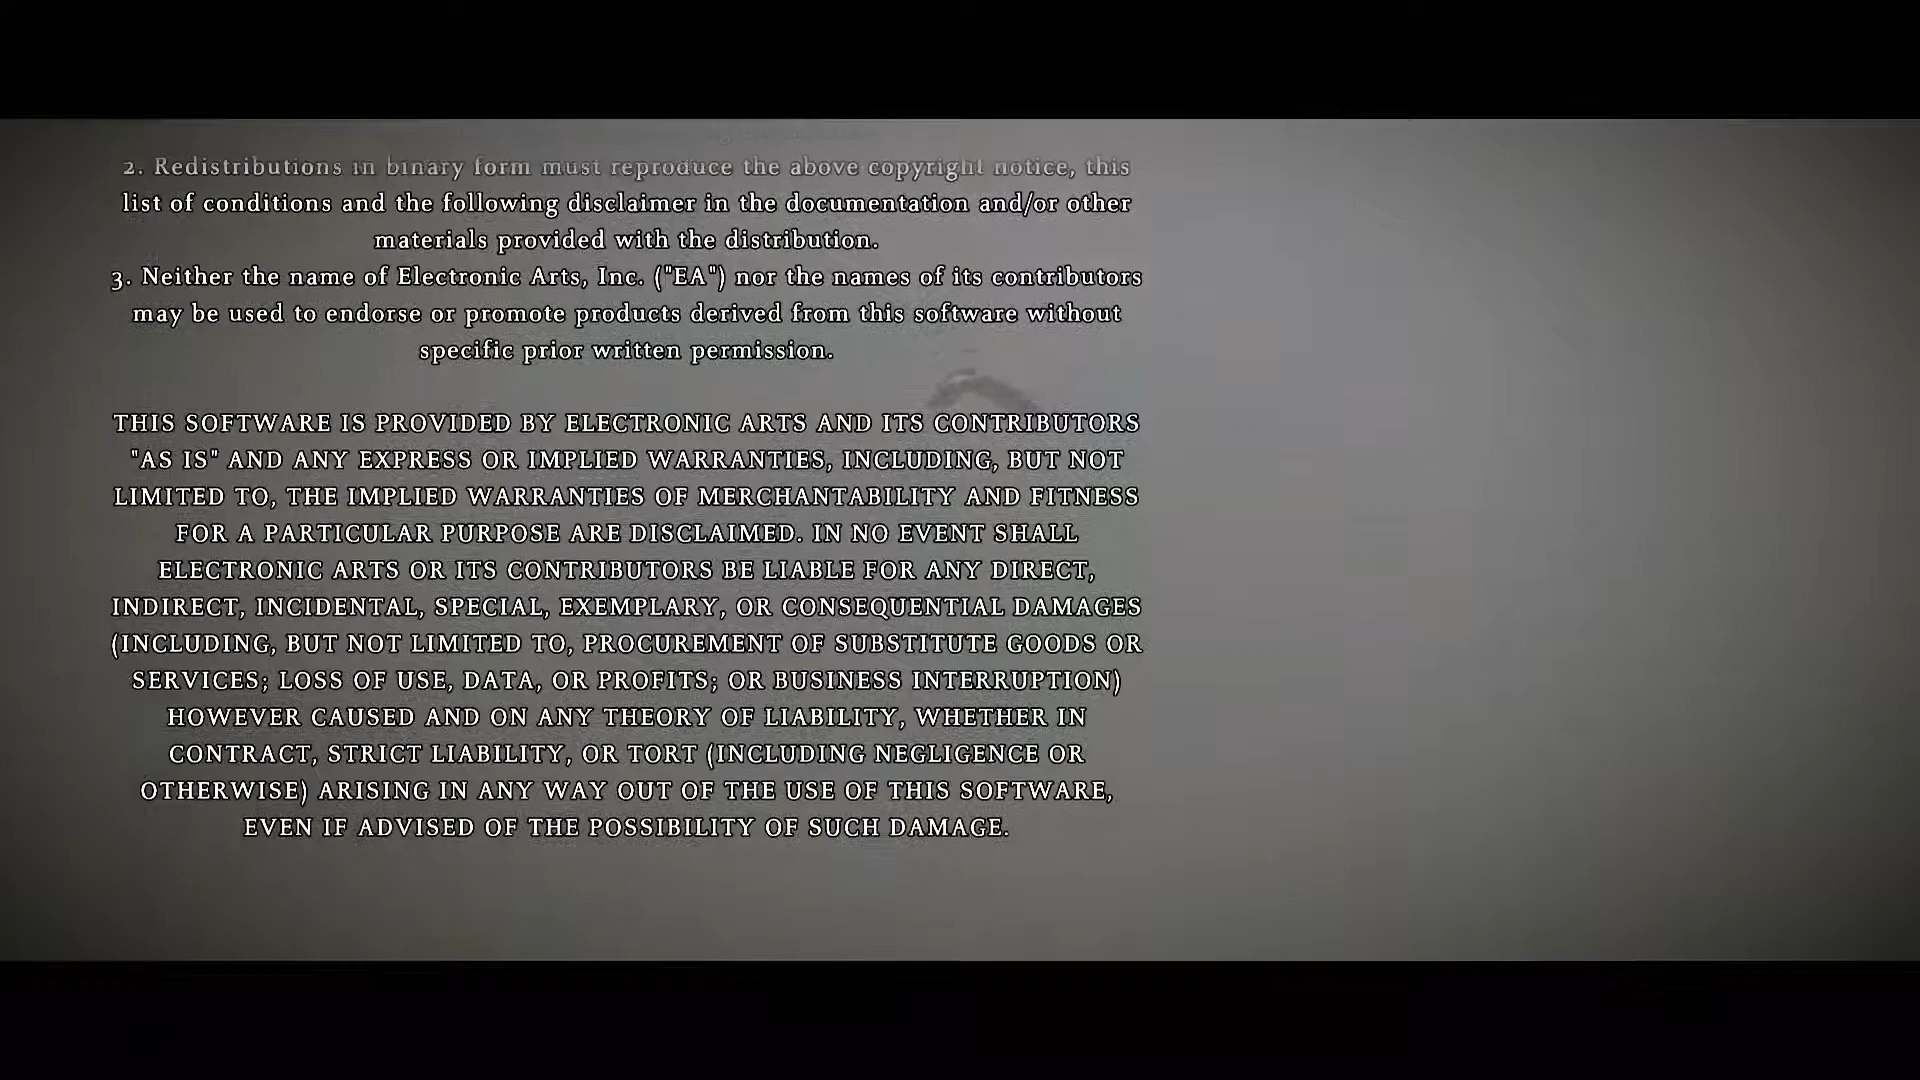 2. Redistributions in binary form must reproduce the above copyright notice, this
list of conditions and the following disclaimer in the documentation and/or other
materials provided with the distribution.
3. Neither the name of Electronic Arts, Inc. ("EA") nor the names of its contributors
may be used to endorse or promote products derived from this software without
specific prior written permission.
THIS SOFTWARE IS PROVIDED BY ELECTRONIC ARTS AND ITS CONTRIBUTORS
"AS IS" AND ANY EXPRESS OR IMPLIED WARRANTIES, INCLUDING, BUT NOT
LIMITED TO, THE IMPLIED WARRANTIES OF MERCHANTABILITY AND FITNESS
FOR A PARTICULAR PURPOSE ARE DISCLAIMED. IN NO EVENT SHALL
ELECTRONIC ARTS OR ITS CONTRIBUTORS BE LIABLE FOR ANY DIRECT,
INDIRECT, INCIDENTAL, SPECIAL, EXEMPLARY, OR CONSEQUENTIAL DAMAGES
(INCLUDING, BUT NOT LIMITED TO, PROCUREMENT OF SUBSTITUTE GOODS OR
SERVICES; LOSS OF USE, DATA, OR PROFITS; OR BUSINESS INTERRUPTION)
HOWEVER CAUSED AND ON ANY THEORY OF LIABILITY, WHETHER IN
CONTRACT, STRICT LIABILITY, OR TORT (INCLUDING NEGLIGENCE OR
OTHERWISE) ARISING IN ANY WAY OUT OF THE USE OF THIS SOFTWARE,
EVEN IF ADVISED OF THE POSSIBILITY OF SUCH DAMAGE.